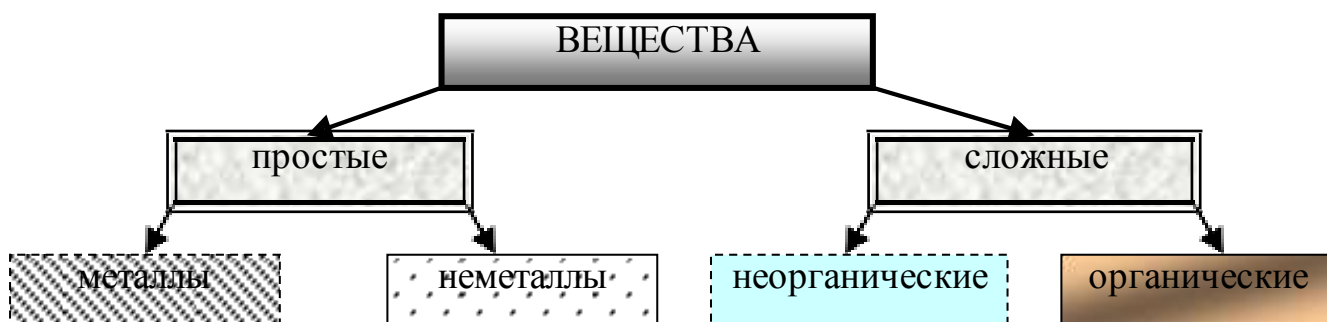 ВЕЩЕСТВА
простые сложные
металлы неметаллы неорганические органические